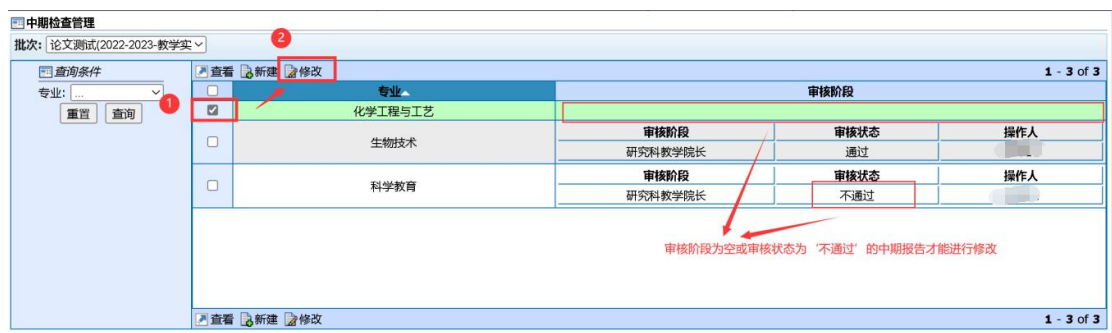 中期检查管理
批次: 论文测试(2022-2023-教学实
2
查询条件
查看 新建 修改
1 - 3 of 3
专业: ...
1
重置 查询
专业 审核阶段
化学工程与工艺
生物技术
审核阶段 审核状态 操作人
研究科教学院长 通过
科学教育
审核阶段 审核状态 操作人
研究科教学院长 不通过
审核阶段为空或审核状态为‘不通过’的中期报告才能进行修改
查看 新建 修改
1 - 3 of 3